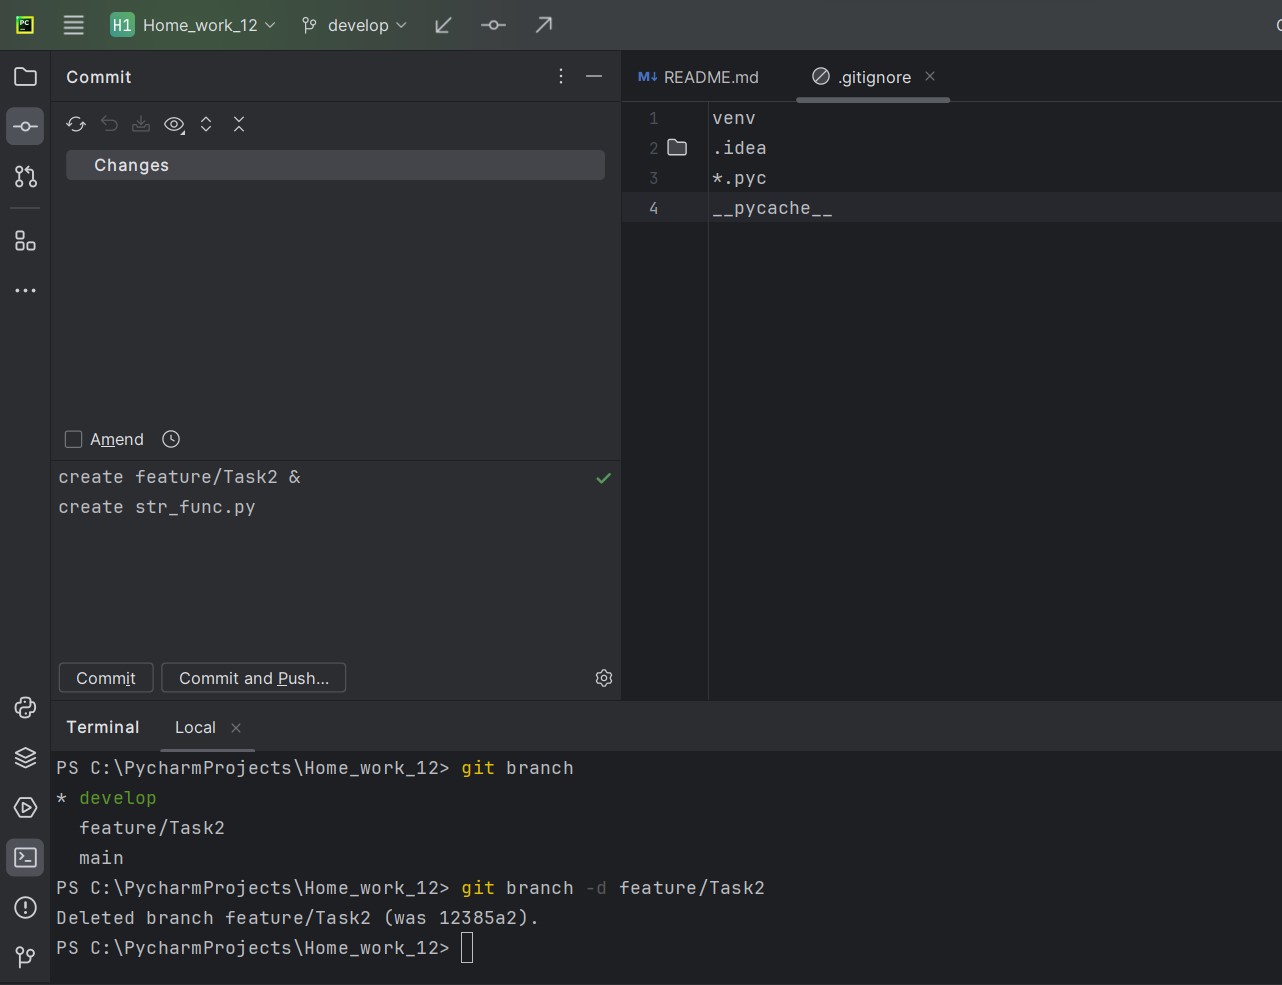 PC
H1 Home_work_12 develop
Commit
Changes
Amend
create feature/Task2 &
create str_func.py
Commit Commit and Push...
M↓ README.md .gitignore
1 venv
2 .idea
3 *.pyc
4 __pycache__
Terminal Local
PS C:\PycharmProjects\Home_work_12> git branch
* develop
feature/Task2
main
PS C:\PycharmProjects\Home_work_12> git branch -d feature/Task2
Deleted branch feature/Task2 (was 12385a2).
PS C:\PycharmProjects\Home_work_12>